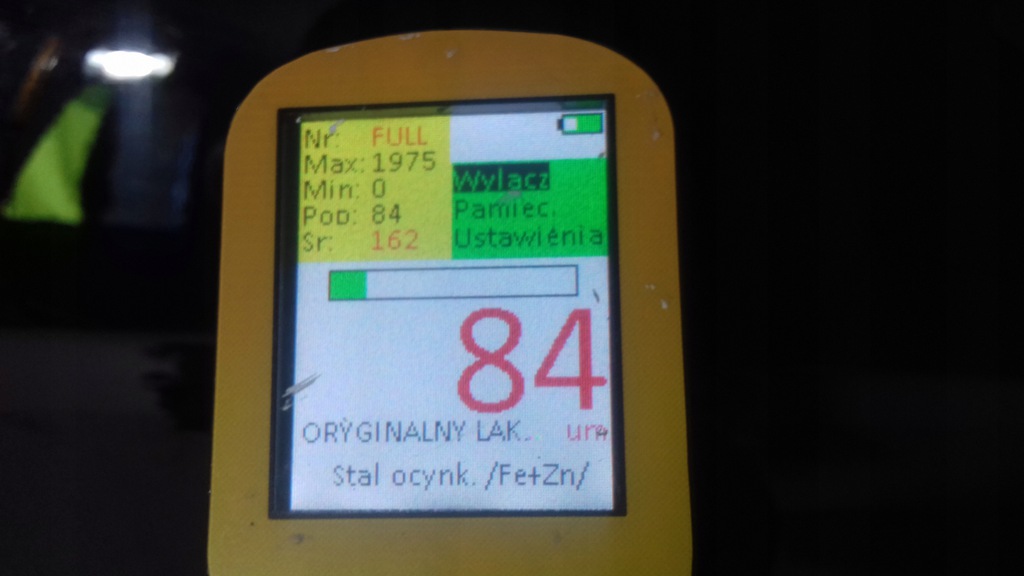 Nr: FULL
Max: 1975
Min: 0
Pop: 84
Sr: 162
Wylacz
Pamiec.
Ustawienia
84
ORYGINALNY LAK. um
Stal ocynk. /Fe+Zn/